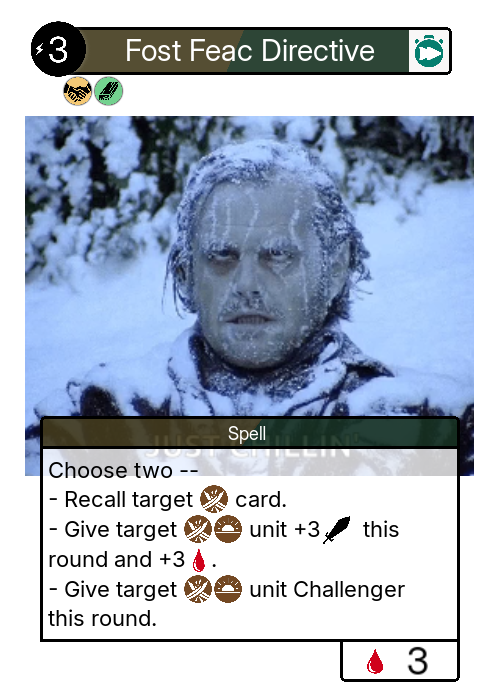 3 Fost Feac Directive
JUST CHILLIN'
Spell
Choose two --
- Recall target card.
- Give target unit +3 this
round and +3 .
- Give target unit Challenger
this round.
3